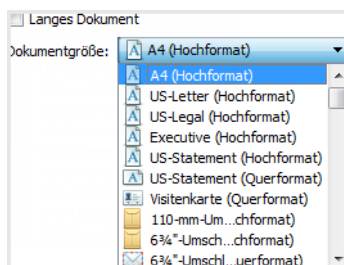 Langes Dokument
Dokumentgröße: A4 (Hochformat)
A4 (Hochformat)
US-Letter (Hochformat)
US-Legal (Hochformat)
Executive (Hochformat)
US-Statement (Hochformat)
US-Statement (Querformat)
Visitenkarte (Querformat)
110-mm-Um...chformat)
6¾"-Umsch...chformat)
6¾"-Umschl...uerformat)